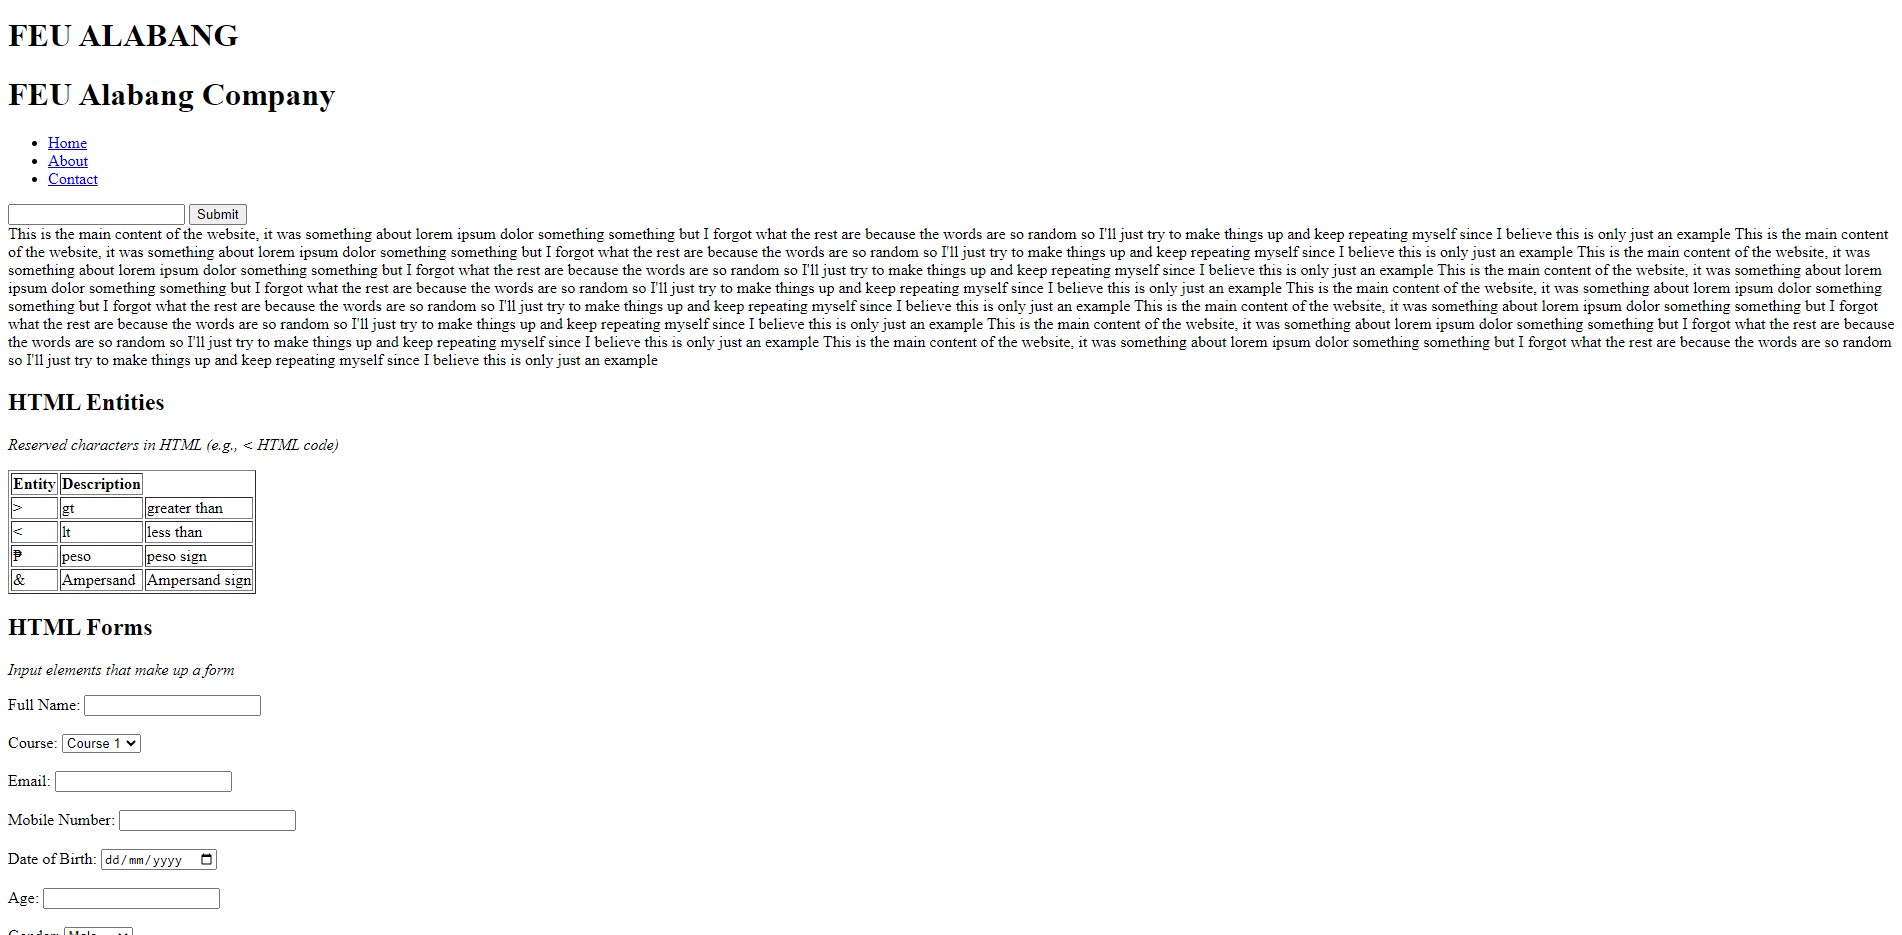 FEU ALABANG
FEU Alabang Company
Home
About
Contact
Submit
This is the main content of the website, it was something about lorem ipsum dolor something something but I forgot what the rest are because the words are so random so I'll just try to make things up and keep repeating myself since I believe this is only just an example This is the main content
of the website, it was something about lorem ipsum dolor something something but I forgot what the rest are because the words are so random so I'll just try to make things up and keep repeating myself since I believe this is only just an example This is the main content of the website, it was
something about lorem ipsum dolor something something but I forgot what the rest are because the words are so random so I'll just try to make things up and keep repeating myself since I believe this is only just an example This is the main content of the website, it was something about lorem
ipsum dolor something something but I forgot what the rest are because the words are so random so I'll just try to make things up and keep repeating myself since I believe this is only just an example This is the main content of the website, it was something about lorem ipsum dolor something
something but I forgot what the rest are because the words are so random so I'll just try to make things up and keep repeating myself since I believe this is only just an example This is the main content of the website, it was something about lorem ipsum dolor something something but I forgot
what the rest are because the words are so random so I'll just try to make things up and keep repeating myself since I believe this is only just an example This is the main content of the website, it was something about lorem ipsum dolor something something but I forgot what the rest are because
the words are so random so I'll just try to make things up and keep repeating myself since I believe this is only just an example This is the main content of the website, it was something about lorem ipsum dolor something something but I forgot what the rest are because the words are so random
so I'll just try to make things up and keep repeating myself since I believe this is only just an example
HTML Entities
Reserved characters in HTML (e.g., < HTML code)
Entity Description
> gt greater than
< lt less than
₱ peso peso sign
& Ampersand Ampersand sign
HTML Forms
Input elements that make up a form
Full Name:
Course: Course 1
Email:
Mobile Number:
Date of Birth: dd/mm/yyyy
Age:
Gender: Male